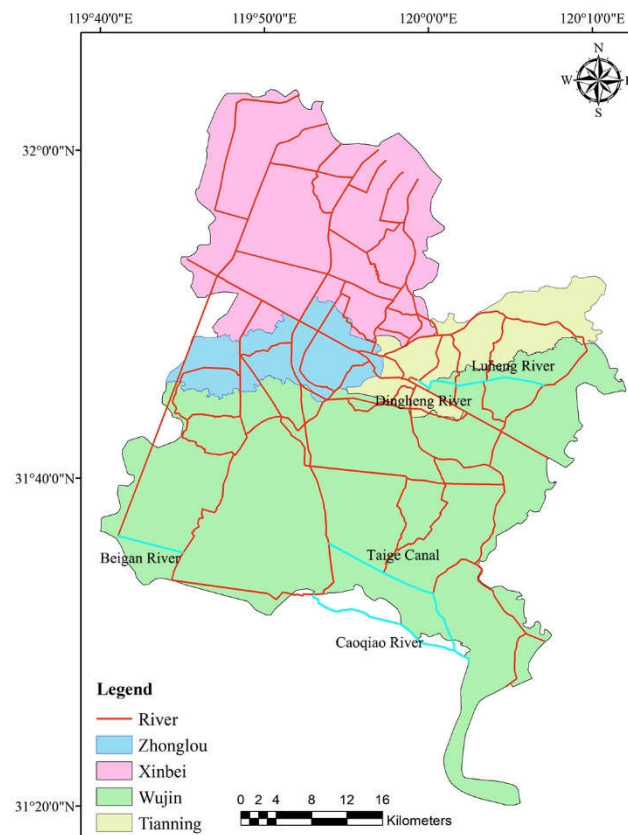 119°40'0"E 119°50'0"E 120°0'0"E 120°10'0"E
N
W E
S
32°0'0"N
Luheng River
Dingheng River
31°40'0"N
Beigan River
Taige Canal
Caoqiao River
Legend
River
Zhonglou
Xinbei
Wujin
Tianning
31°20'0"N
0 2 4 8 12 16
Kilometers